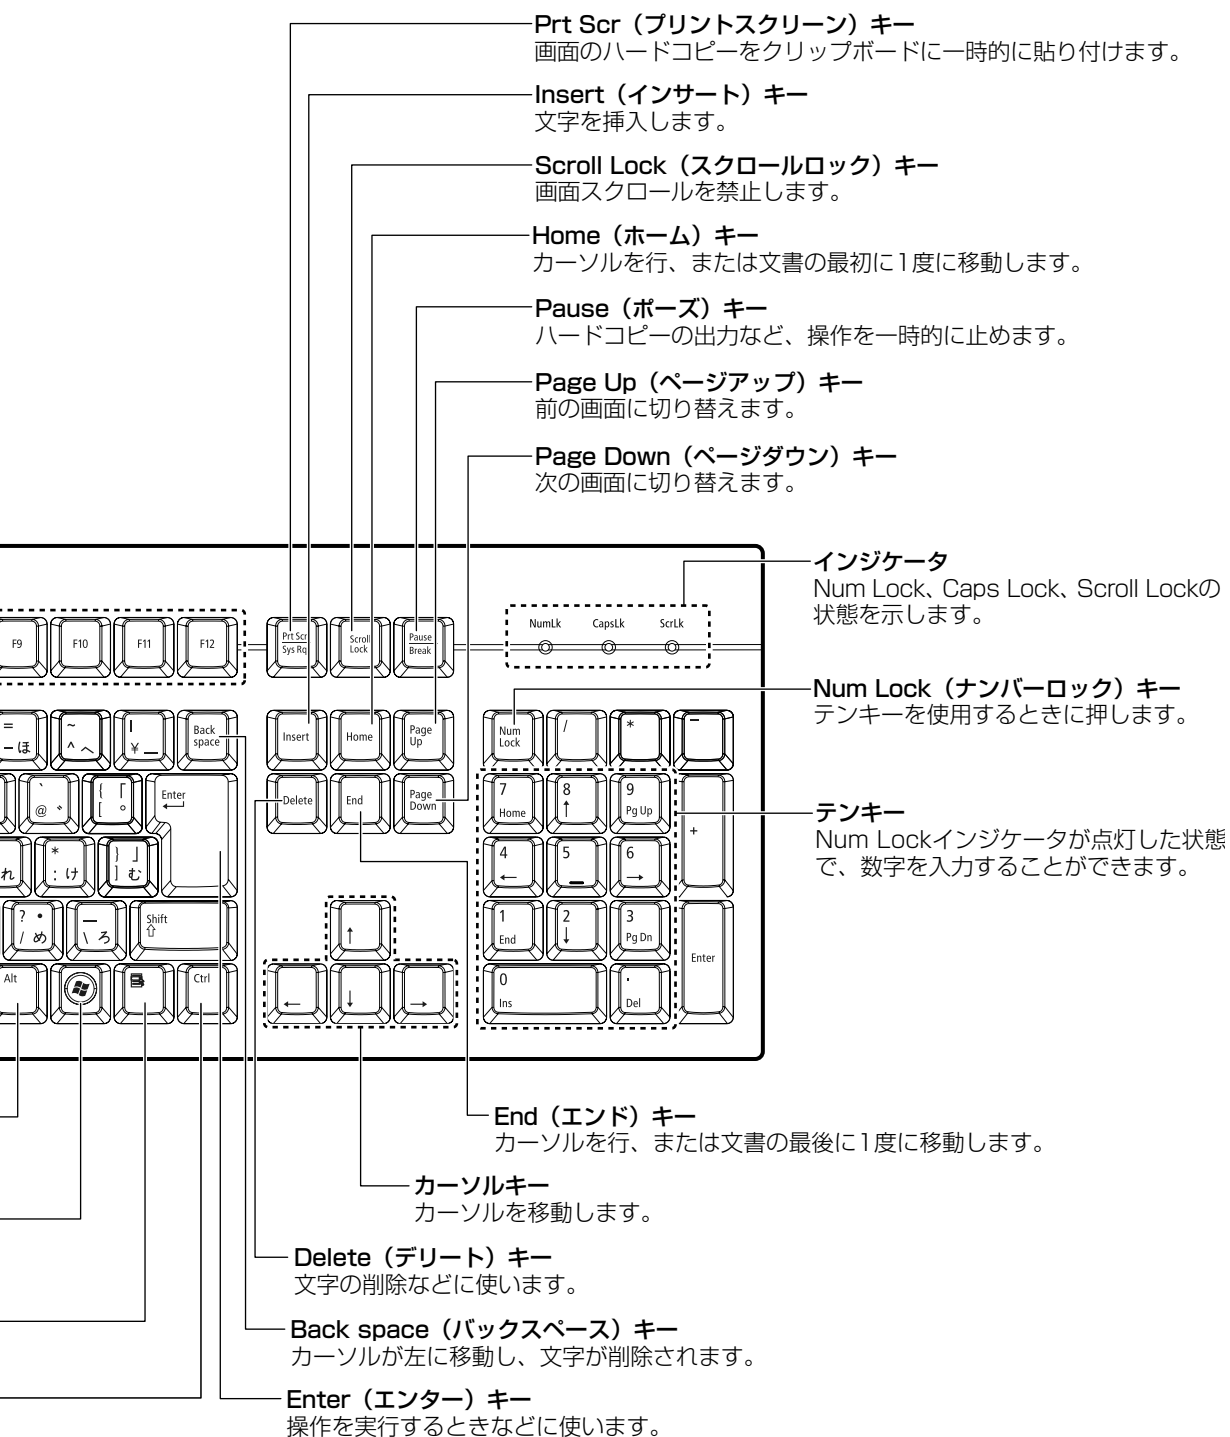 Prt Scr（プリントスクリーン）キー
画面のハードコピーをクリップボードに一時的に貼り付けます。
Insert（インサート）キー
文字を挿入します。
Scroll Lock（スクロールロック）キー
画面スクロールを禁止します。
Home（ホーム）キー
カーソルを行、または文書の最初に1度に移動します。
Pause（ポーズ）キー
ハードコピーの出力など、操作を一時的に止めます。
Page Up（ページアップ）キー
前の画面に切り替えます。
Page Down（ページダウン）キー
次の画面に切り替えます。
インジケータ
Num Lock、Caps Lock、Scroll Lockの
状態を示します。
NumLk CapsLk ScrLk
F9 F10 F11 F12
Prt Scr
Sys Rq
Scroll
Lock
Pause
Break
Num Lock（ナンバーロック）キー
テンキーを使用するときに押します。
= ~ |
- ほ ^ へ ¥ ー
Back
space
Insert Home
Page
Up
Num
Lock
/ * -
` { 「
@ ゛ [ ゜
Enter
Delete End
Page
Down
7 8 9
Home ↑ Pg Up
+
テンキー
Num Lockインジケータが点灯した状態
で、数字を入力することができます。
* } 」
れ : け ] む
4 5 6
← →
? ・ _
/ め \ ろ
Shift
⇧
↑
1 2 3
End ↓ Pg Dn
Enter
Alt Ctrl
← ↓ →
0 .
Ins Del
End（エンド）キー
カーソルを行、または文書の最後に1度に移動します。
カーソルキー
カーソルを移動します。
Delete（デリート）キー
文字の削除などに使います。
Back space（バックスペース）キー
カーソルが左に移動し、文字が削除されます。
Enter（エンター）キー
操作を実行するときなどに使います。